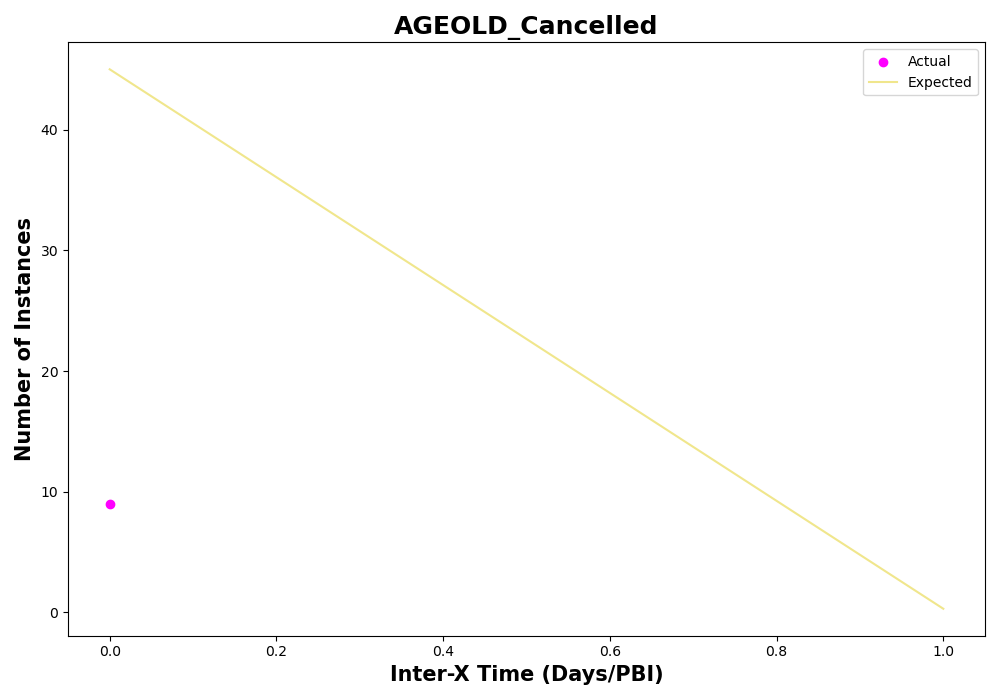 AGEOLD_Cancelled
Actual
Expected
Number of Instances
40
30
20
10
0
0.0
0.2
0.4
0.6
0.8
1.0
Inter-X Time (Days/PBI)